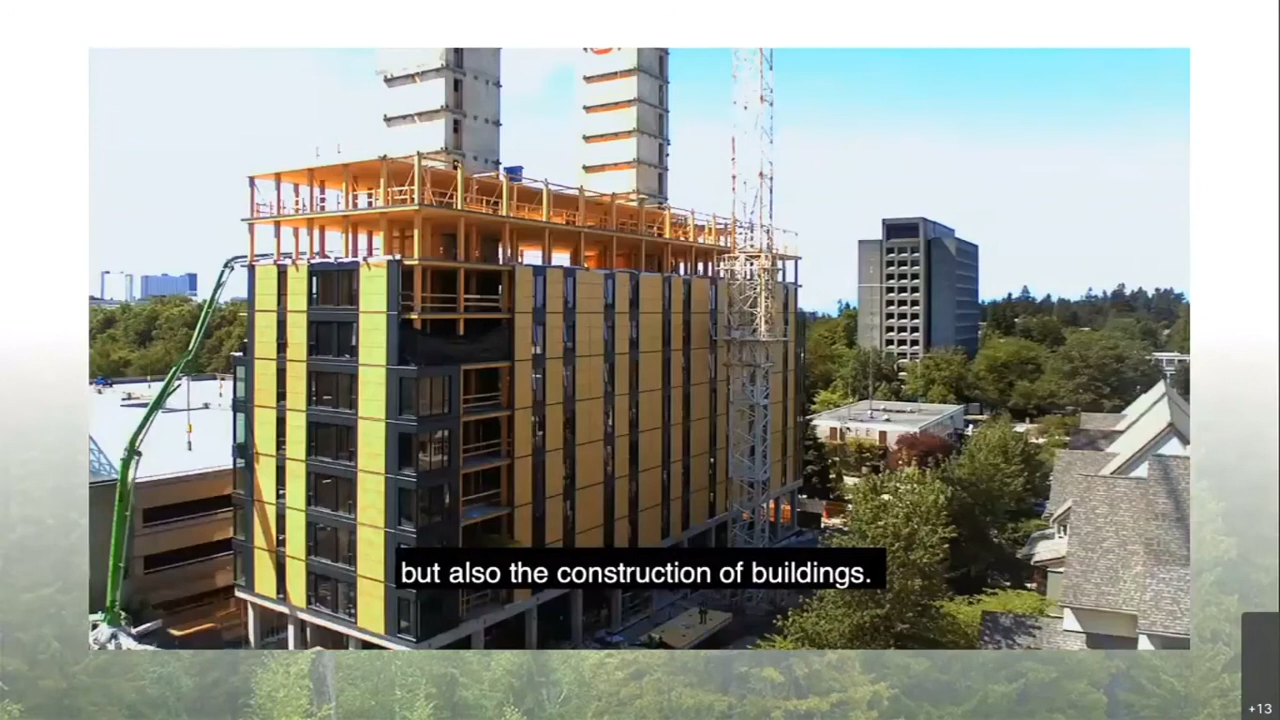 but also the construction of buildings.
+13